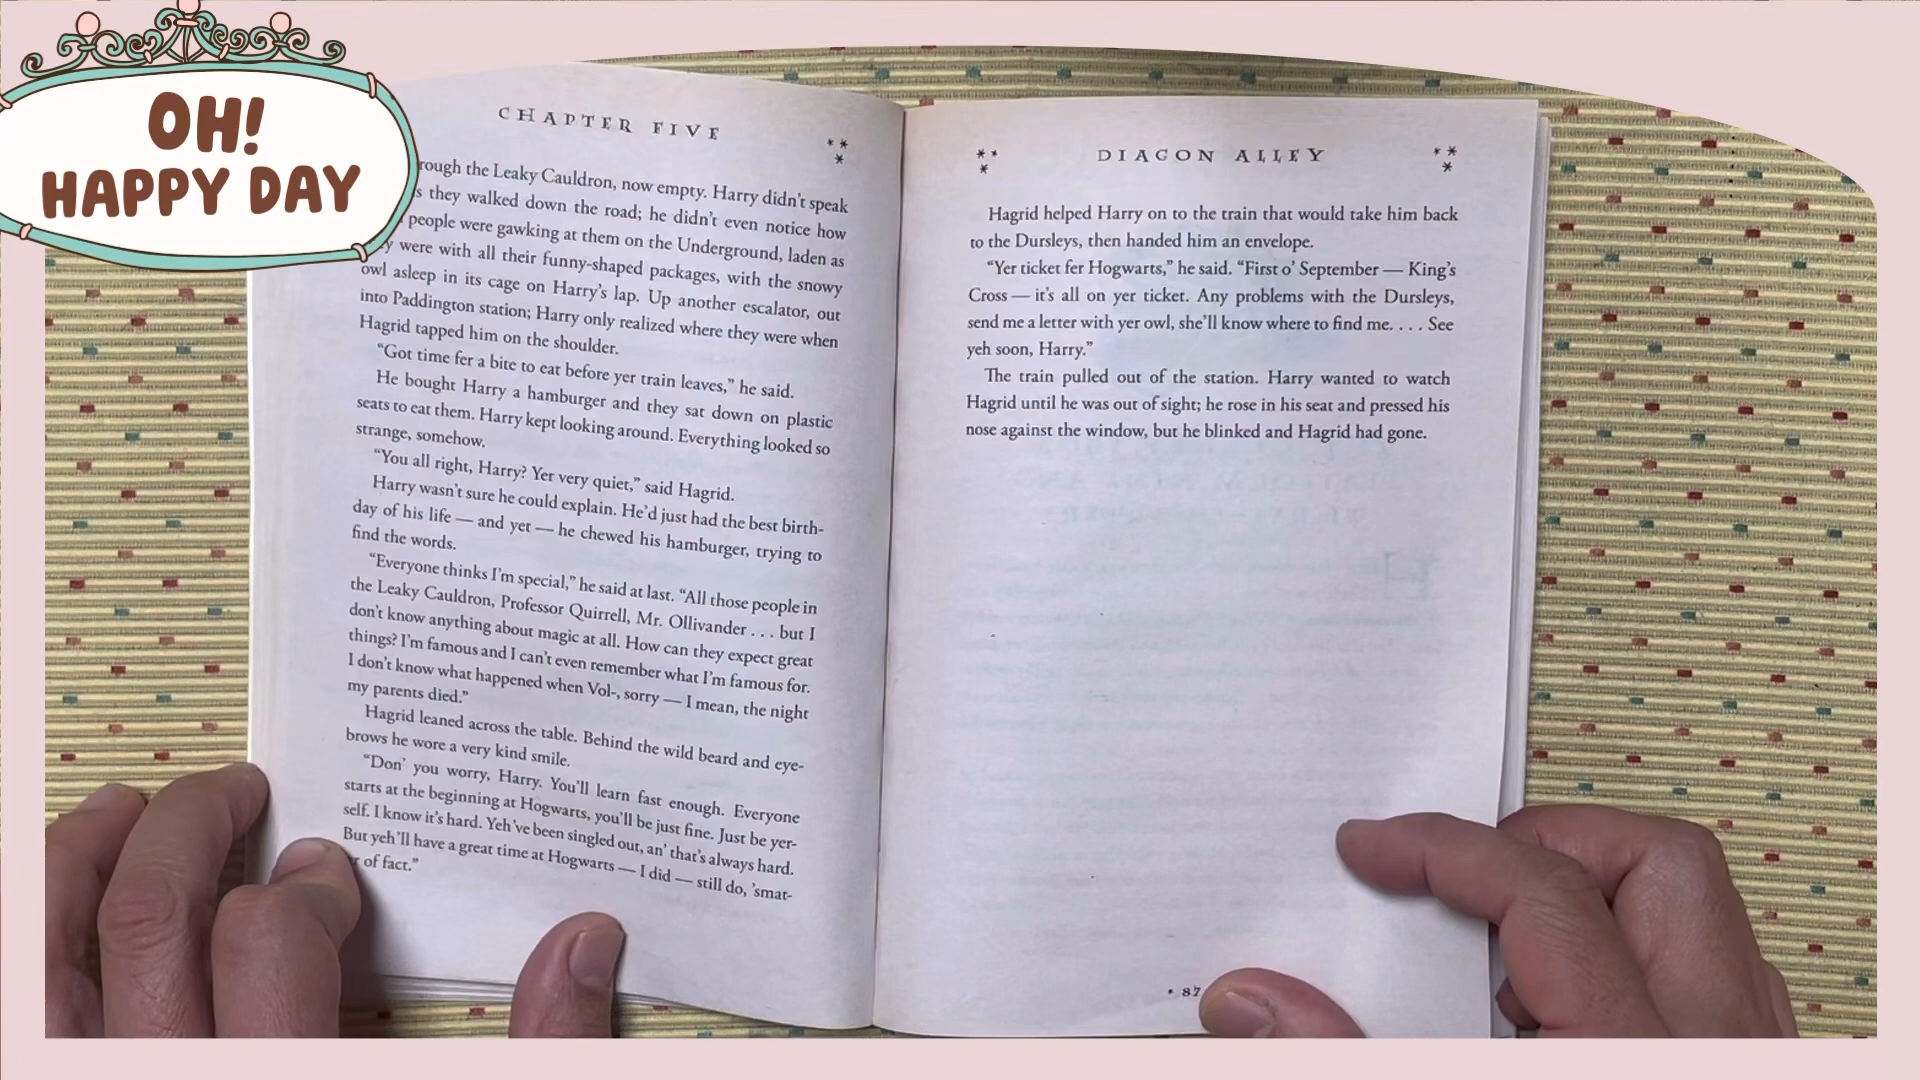 OH!
HAPPY DAY
CHAPTER FIVE
rough the Leaky Cauldron, now empty. Harry didn't speak
s they walked down the road; he didn't even notice how
people were gawking at them on the Underground, laden as
y were with all their funny-shaped packages, with the snowy
owl asleep in its cage on Harry's lap. Up another escalator, out
into Paddington station; Harry only realized where they were when
Hagrid tapped him on the shoulder.
“Got time fer a bite to eat before yer train leaves,” he said.
He bought Harry a hamburger and they sat down on plastic
seats to eat them. Harry kept looking around. Everything looked so
strange, somehow.
“You all right, Harry? Yer very quiet,” said Hagrid.
Harry wasn't sure he could explain. He'd just had the best birth-
day of his life — and yet — he chewed his hamburger, trying to
find the words.
“Everyone thinks I'm special,” he said at last. “All those people in
the Leaky Cauldron, Professor Quirrell, Mr. Ollivander . . . but I
don't know anything about magic at all. How can they expect great
things? I'm famous and I can't even remember what I'm famous for.
I don't know what happened when Vol-, sorry — I mean, the night
my parents died.”
Hagrid leaned across the table. Behind the wild beard and eye-
brows he wore a very kind smile.
“Don' you worry, Harry. You'll learn fast enough. Everyone
starts at the beginning at Hogwarts, you'll be just fine. Just be yer-
self. I know it's hard. Yeh've been singled out, an' that's always hard.
But yeh'll have a great time at Hogwarts — I did — still do, 'smat-
r of fact.”
DIAGON ALLEY
Hagrid helped Harry on to the train that would take him back
to the Dursleys, then handed him an envelope.
“Yer ticket fer Hogwarts,” he said. “First o' September — King's
Cross — it's all on yer ticket. Any problems with the Dursleys,
send me a letter with yer owl, she'll know where to find me. . . . See
yeh soon, Harry.”
The train pulled out of the station. Harry wanted to watch
Hagrid until he was out of sight; he rose in his seat and pressed his
nose against the window, but he blinked and Hagrid had gone.
* 87